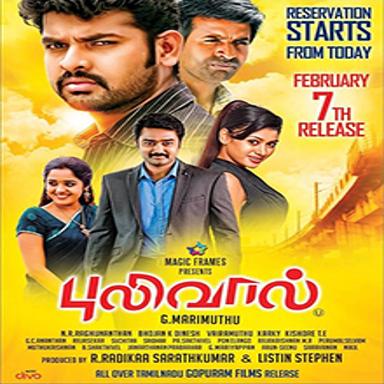 RESERVATION
STARTS
FROM TODAY
FEBRUARY
7TH
RELEASE
MAGIC FRAMES
PRESENTS
புலிவால்
U
G.MARIMUTHU
N.R.RAGHUNANTHAN BHOJAN K DINESH VAIRAMUTHU KARKY KISHORE T.E
PRODUCED BY R.RADIKAA SARATHKUMAR & LISTIN STEPHEN
divo
ALL OVER TAMILNADU GOPURAM FILMS RELEASE